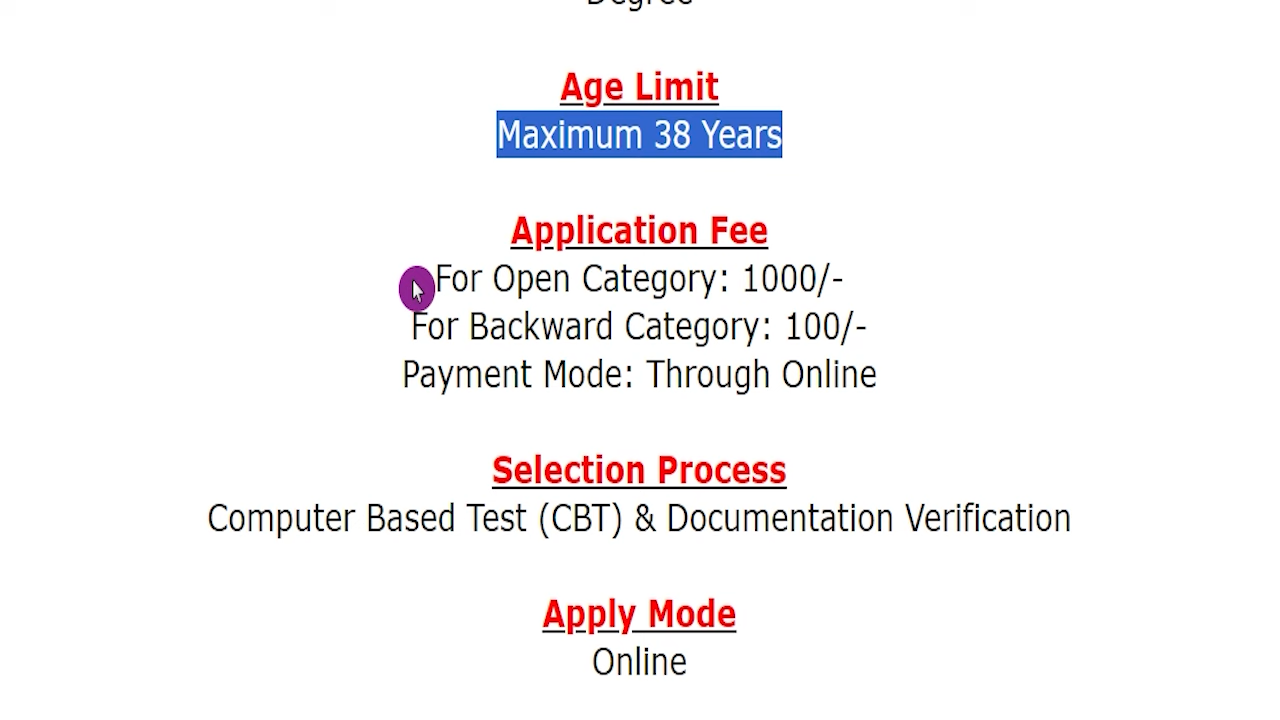 Degree
Age Limit
Maximum 38 Years
Application Fee
For Open Category: 1000/-
For Backward Category: 100/-
Payment Mode: Through Online
Selection Process
Computer Based Test (CBT) & Documentation Verification
Apply Mode
Online